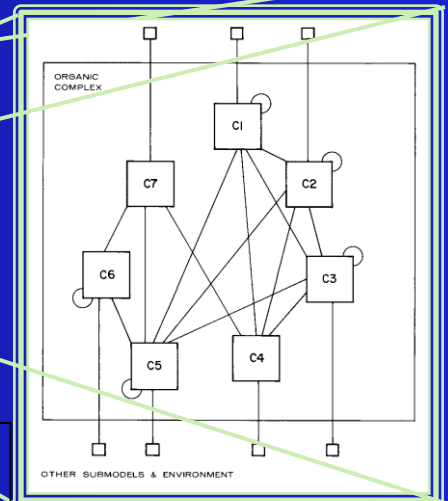 ORGANIC
COMPLEX
C1
C2
C7
C3
C6
C5
C4
OTHER SUBMODELS & ENVIRONMENT